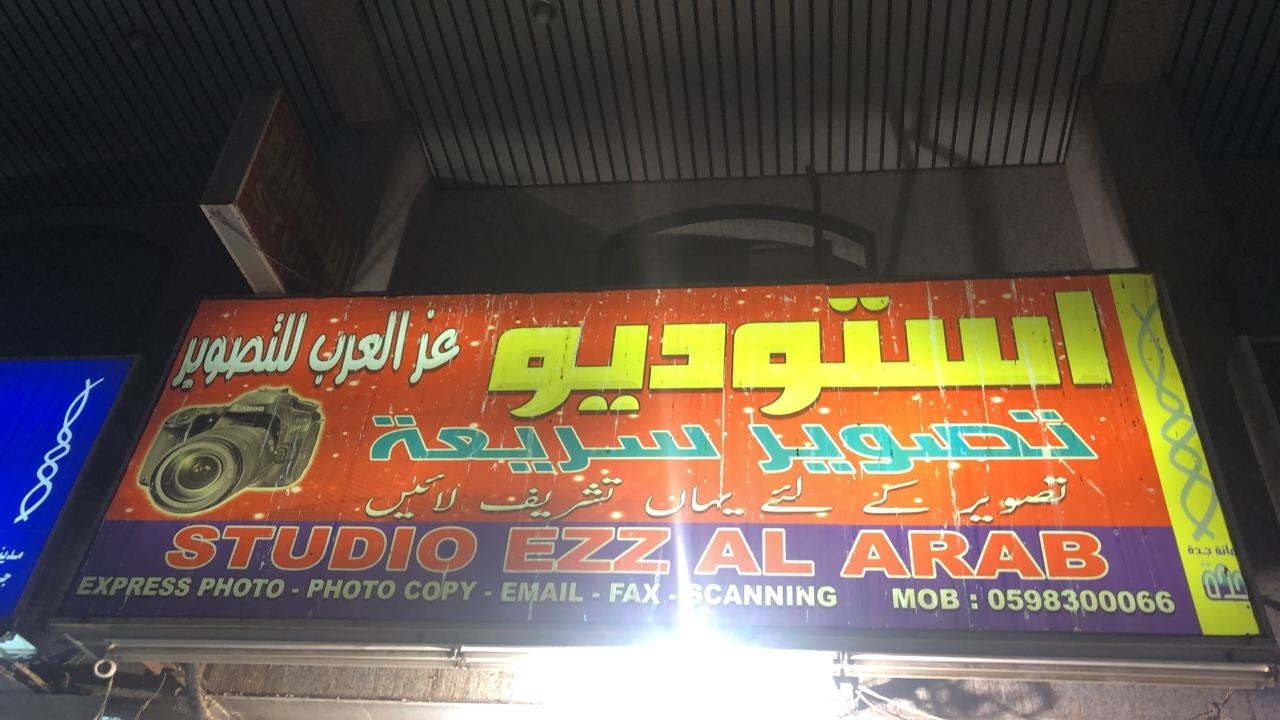 استوديو عز العرب للتصوير
تصوير سريعة
تصویر کے لئے یہاں تشریف لائیں
STUDIO EZZ AL ARAB
EXPRESS PHOTO - PHOTO COPY - EMAIL - FAX - SCANNING MOB : 0598300066
Canon